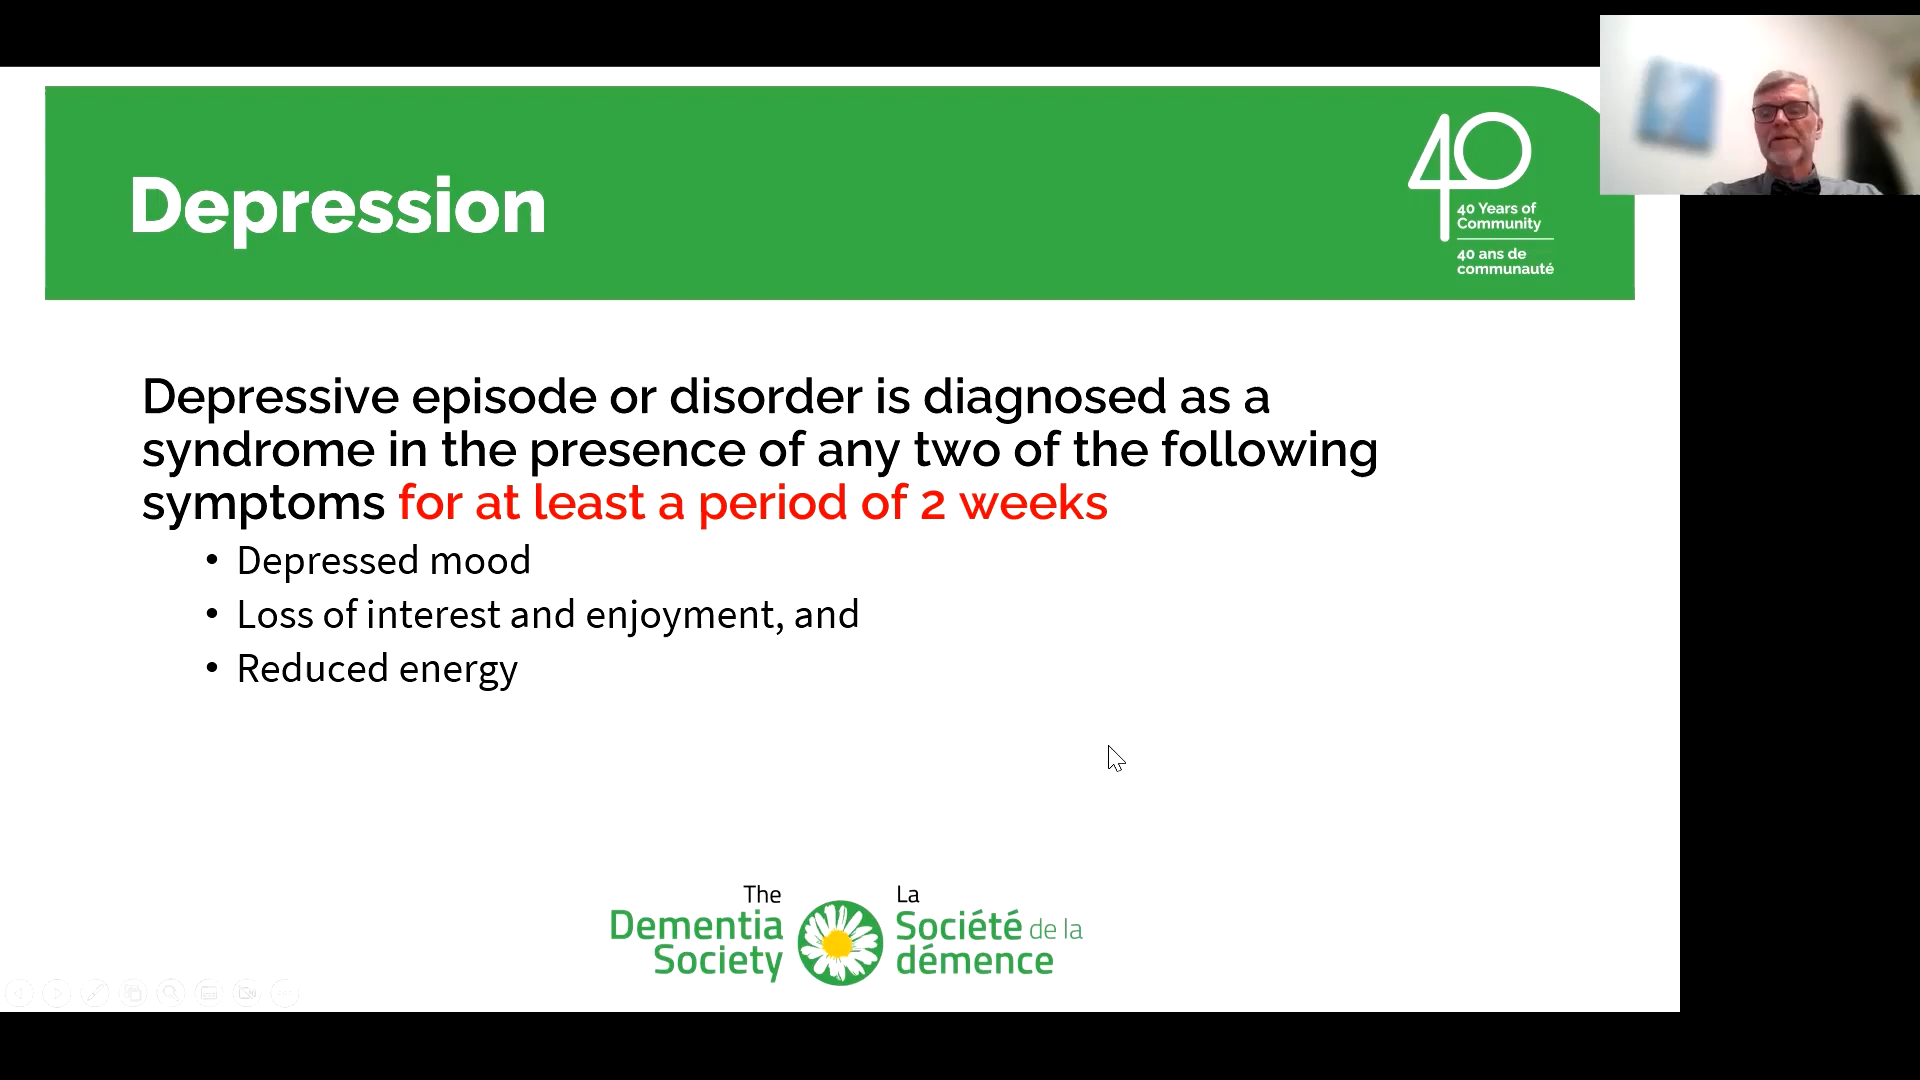 Depression
40
40 Years of
Community
40 ans de
communauté
Depressive episode or disorder is diagnosed as a
syndrome in the presence of any two of the following
symptoms for at least a period of 2 weeks
• Depressed mood
• Loss of interest and enjoyment, and
• Reduced energy
The
Dementia
Society
La
Société de la
démence